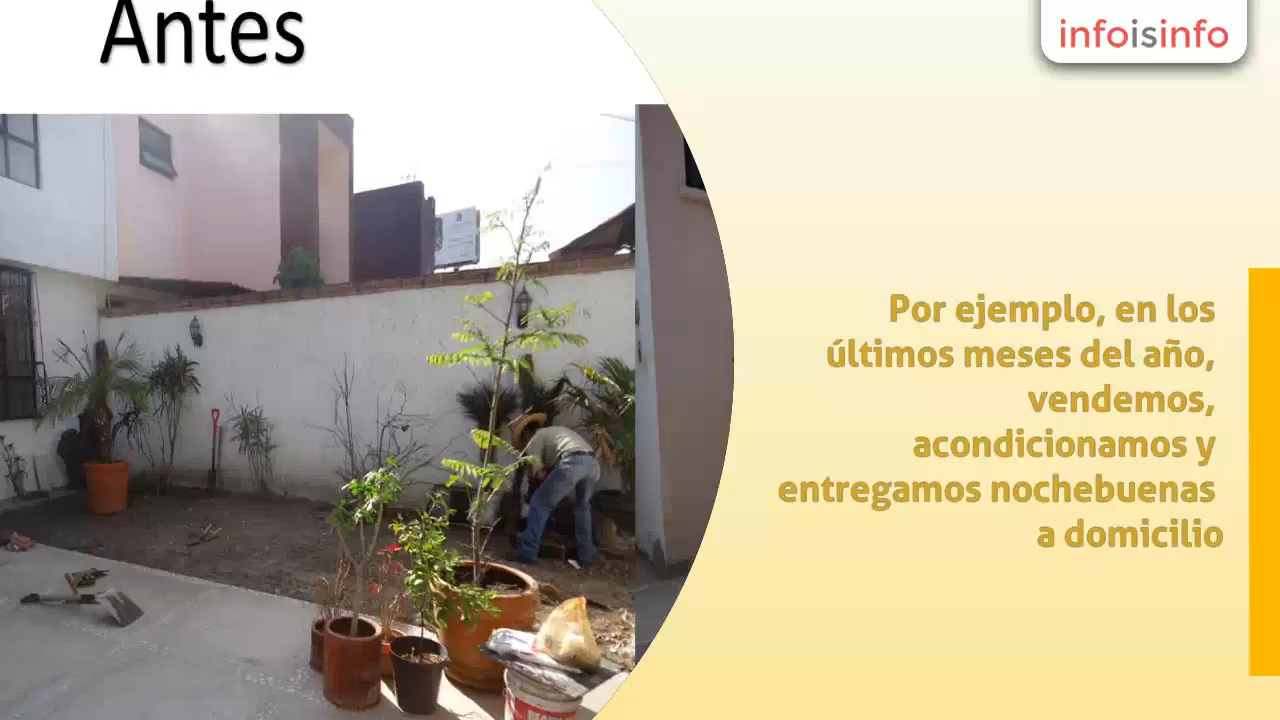 Antes
infoisinfo
Por ejemplo, en los
últimos meses del año,
vendemos,
acondicionamos y
entregamos nochebuenas
a domicilio